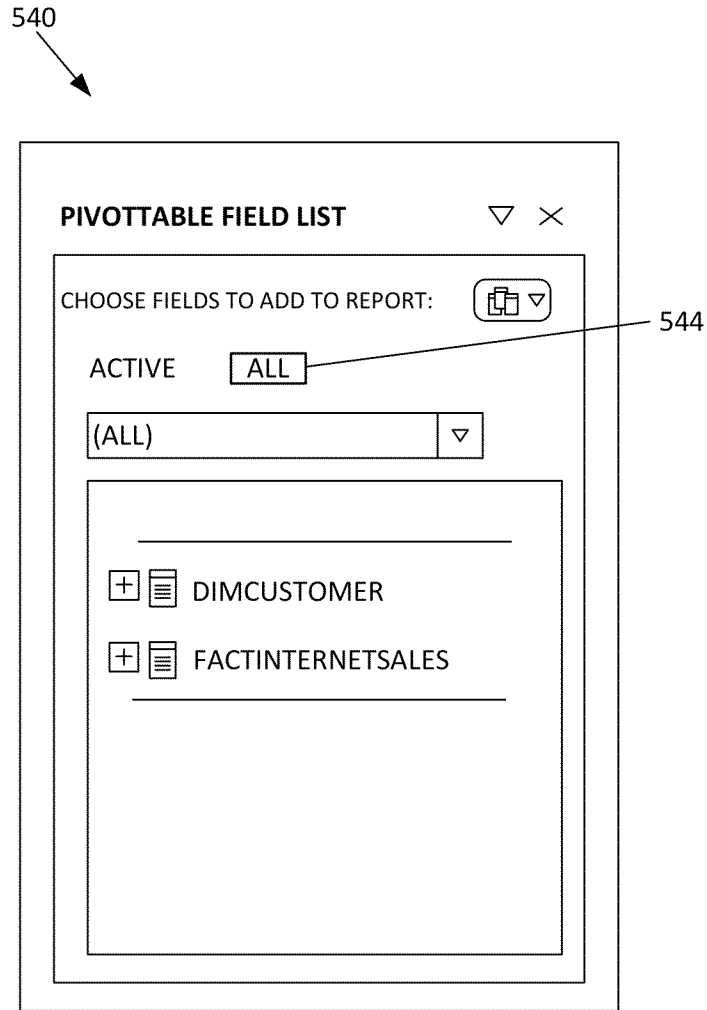 540
PIVOTTABLE FIELD LIST
CHOOSE FIELDS TO ADD TO REPORT:
544
ACTIVE ALL
(ALL)
DIMCUSTOMER
FACTINTERNETSALES